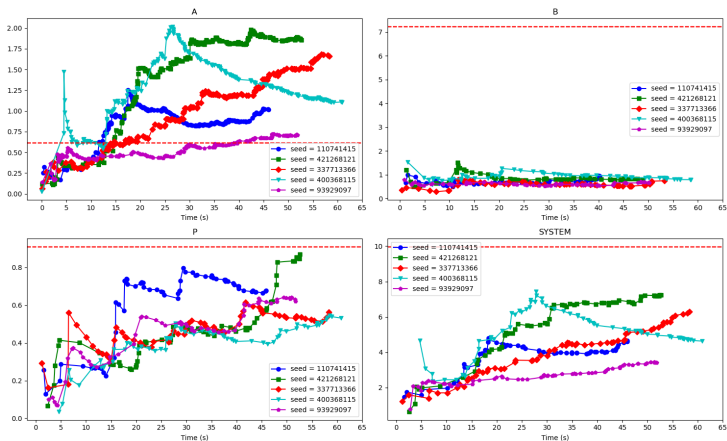 A
2.00
1.75
1.50
1.25
1.00
0.75
0.50
0.25
0.00
0 5 10 15 20 25 30 35 40 45 50 55 60 65
Time (s)
seed = 110741415
seed = 421268121
seed = 337713366
seed = 400368115
seed = 93929097
B
7
6
5
4
3
2
1
0
0 5 10 15 20 25 30 35 40 45 50 55 60 65
Time (s)
seed = 110741415
seed = 421268121
seed = 337713366
seed = 400368115
seed = 93929097
P
0.8
0.6
0.4
0.2
0.0
0 5 10 15 20 25 30 35 40 45 50 55 60 65
Time (s)
seed = 110741415
seed = 421268121
seed = 337713366
seed = 400368115
seed = 93929097
SYSTEM
10
8
6
4
2
0 5 10 15 20 25 30 35 40 45 50 55 60 65
Time (s)
seed = 110741415
seed = 421268121
seed = 337713366
seed = 400368115
seed = 93929097